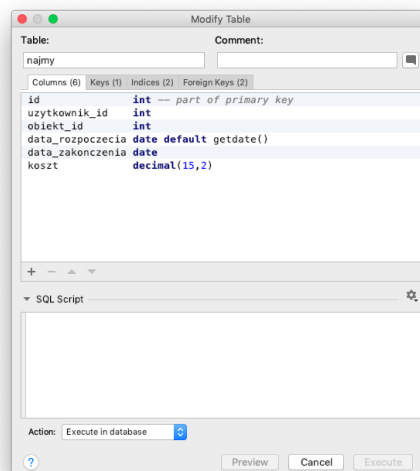 Modify Table
Table: Comment:
najmy
Columns (6) Keys (1) Indices (2) Foreign Keys (2)
id int -- part of primary key
uzytkownik_id int
obiekt_id int
data_rozpoczecia date default getdate()
data_zakonczenia date
koszt decimal(15,2)
SQL Script
Action: Execute in database
? Preview Cancel Execute